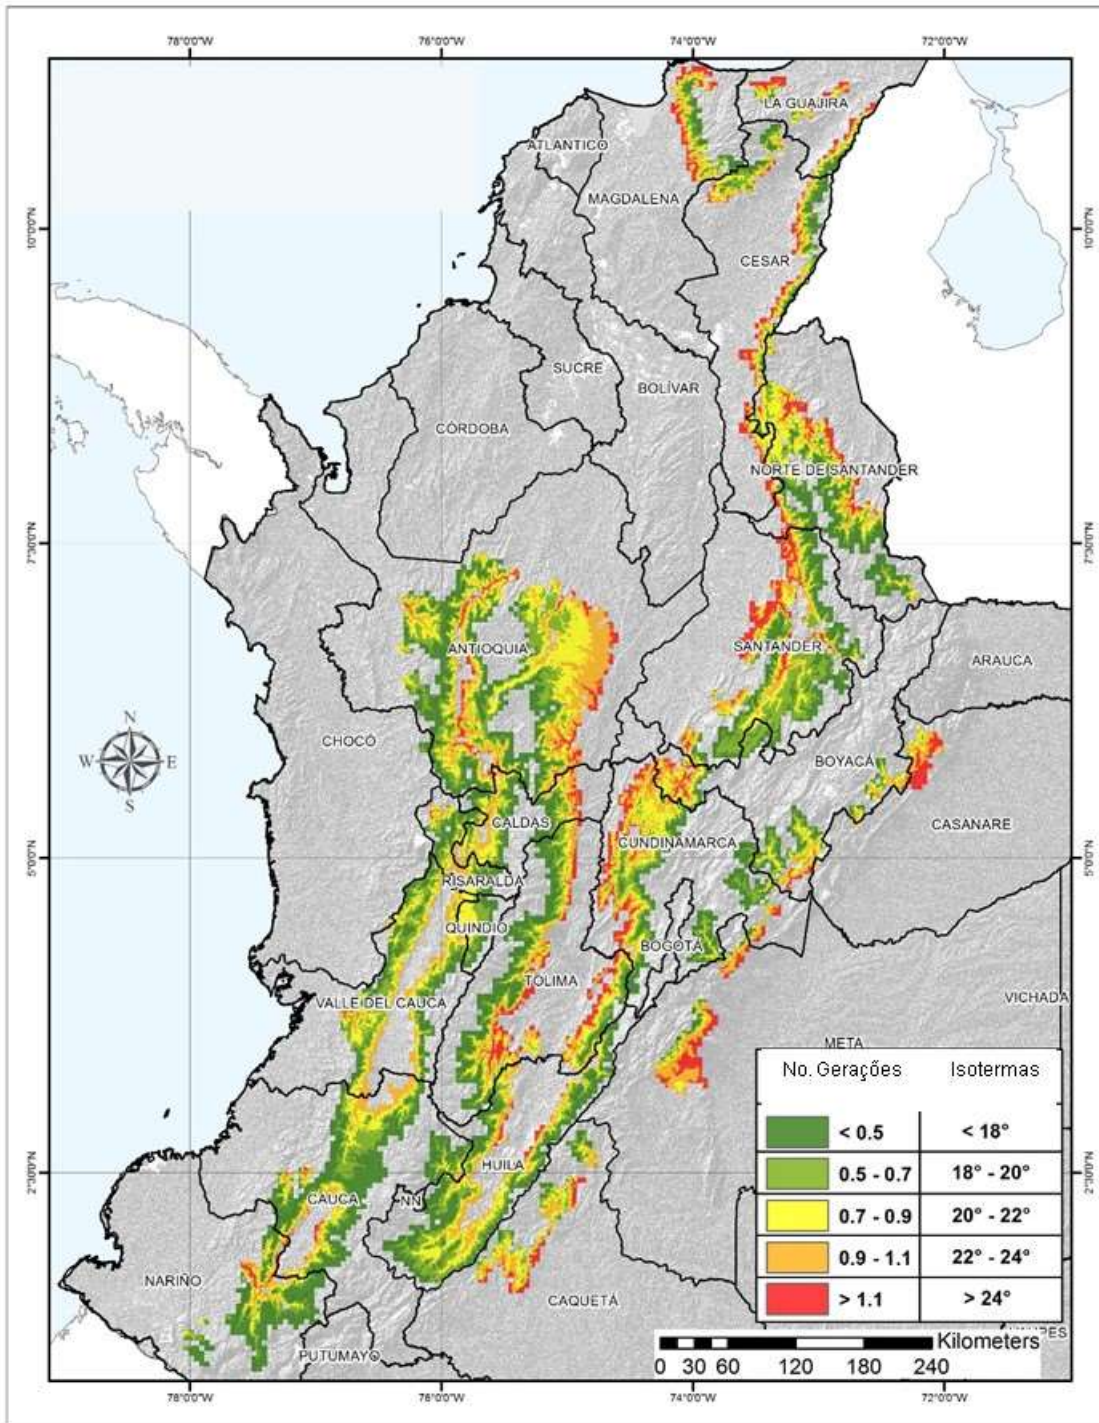 78°0'0"W 76°0'0"W 74°0'0"W 72°0'0"W
LA GUAJIRA
ATLANTICO
MAGDALENA
10°0'0"N 10°0'0"N
CESAR
SUCRE
BOLÍVAR
CÓRDOBA
NORTE DE SANTANDER
7°30'0"N 7°30'0"N
ANTIOQUIA
SANTANDER
ARAUCA
N
CHOCÓ
W E
BOYACÁ
S
CALDAS
CASANARE
CUNDINAMARCA
5°0'0"N 5°0'0"N
RISARALDA
QUINDIO
BOGOTÁ
TOLIMA
VALLE DEL CAUCA
VICHADA
META
No. Gerações Isotermas
< 0.5 < 18°
HUILA
0.5 - 0.7 18° - 20°
2°30'0"N 2°30'0"N
CAUCA
NN
0.7 - 0.9 20° - 22°
0.9 - 1.1 22° - 24°
NARIÑO
CAQUETÁ
> 1.1 > 24°
PUTUMAYO
Kilometers
0 30 60 120 180 240
78°0'0"W 76°0'0"W 74°0'0"W 72°0'0"W